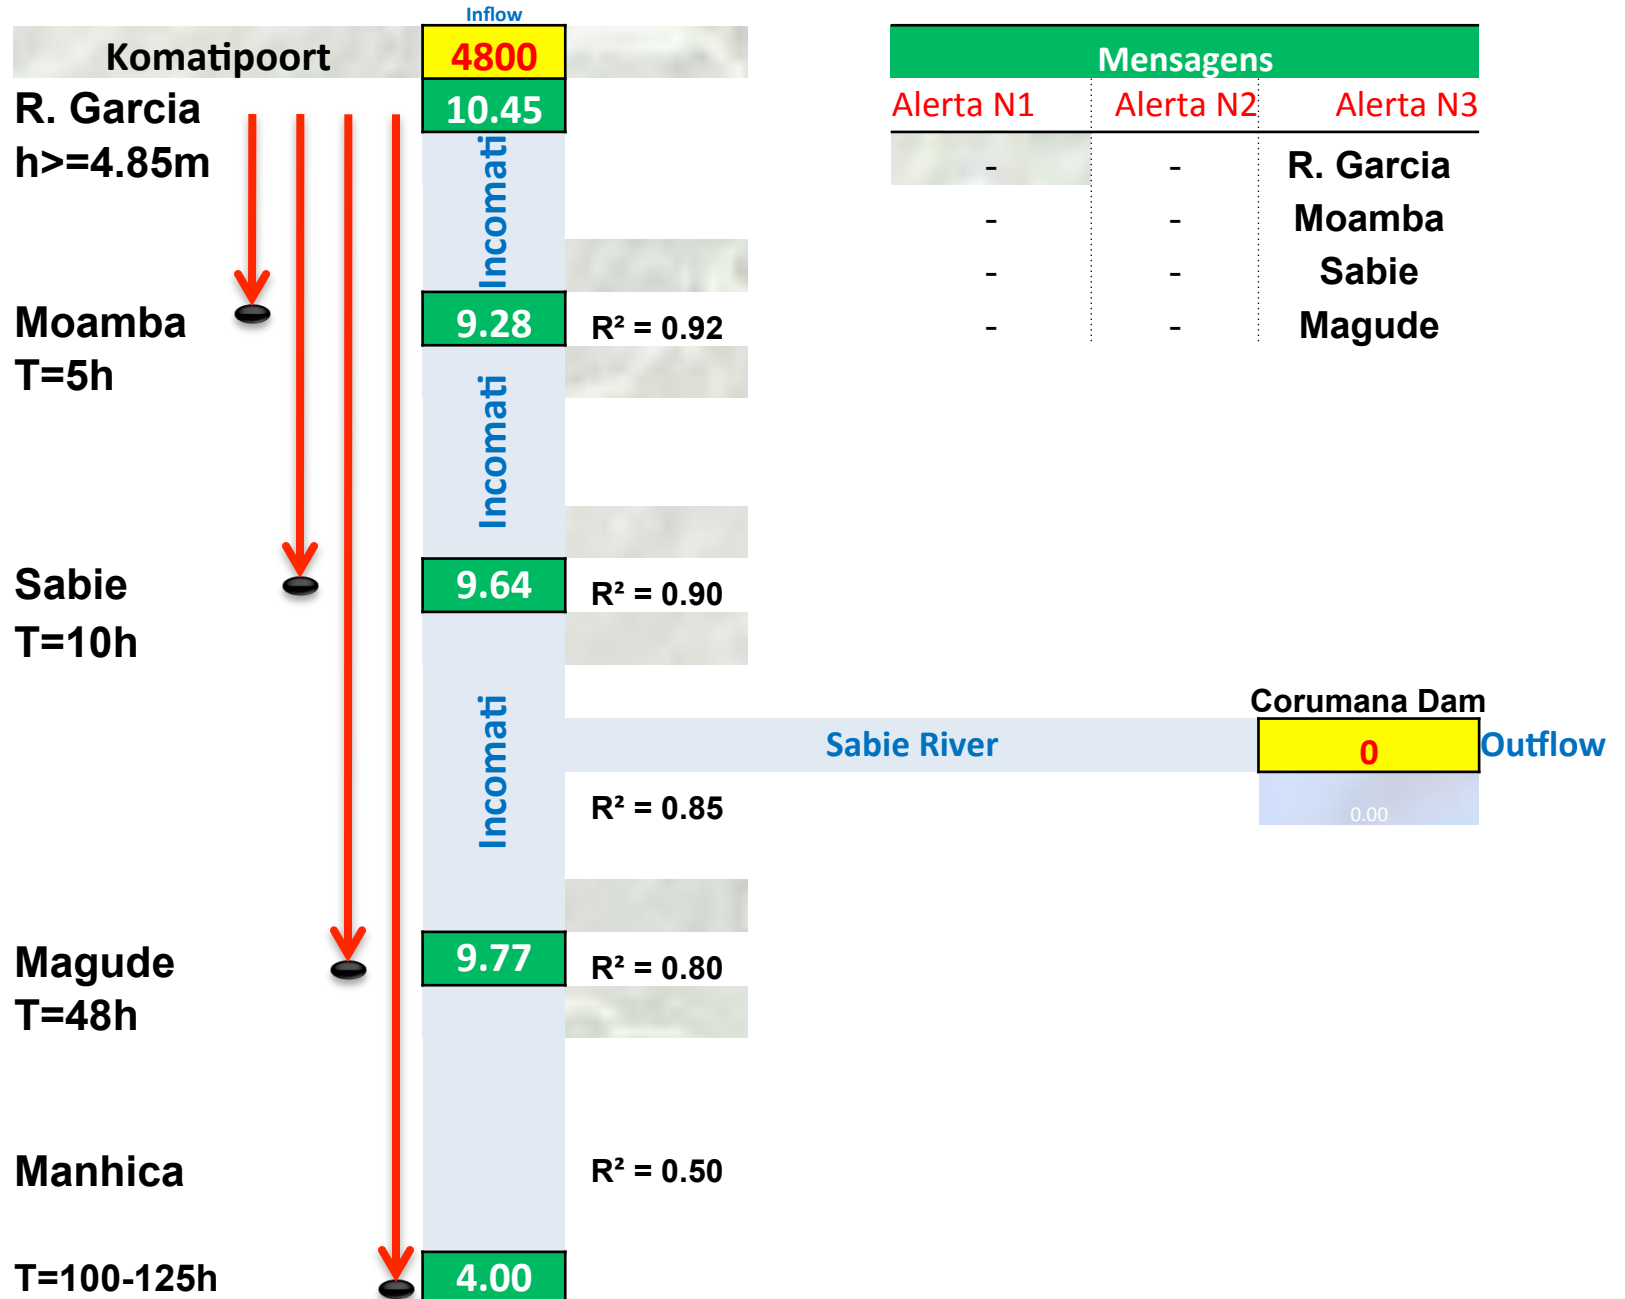 Inflow
Komatipoort
4800
R. Garcia
10.45
h>=4.85m
Incomati
Moamba
9.28
R² = 0.92
T=5h
Incomati
Sabie
9.64
R² = 0.90
T=10h
Incomati
R² = 0.85
Magude
9.77
R² = 0.80
T=48h
Manhica
R² = 0.50
T=100-125h
4.00
Mensagens
Alerta N1 Alerta N2 Alerta N3
- - R. Garcia
- - Moamba
- - Sabie
- - Magude
Corumana Dam
Sabie River
0
Outflow
0.00